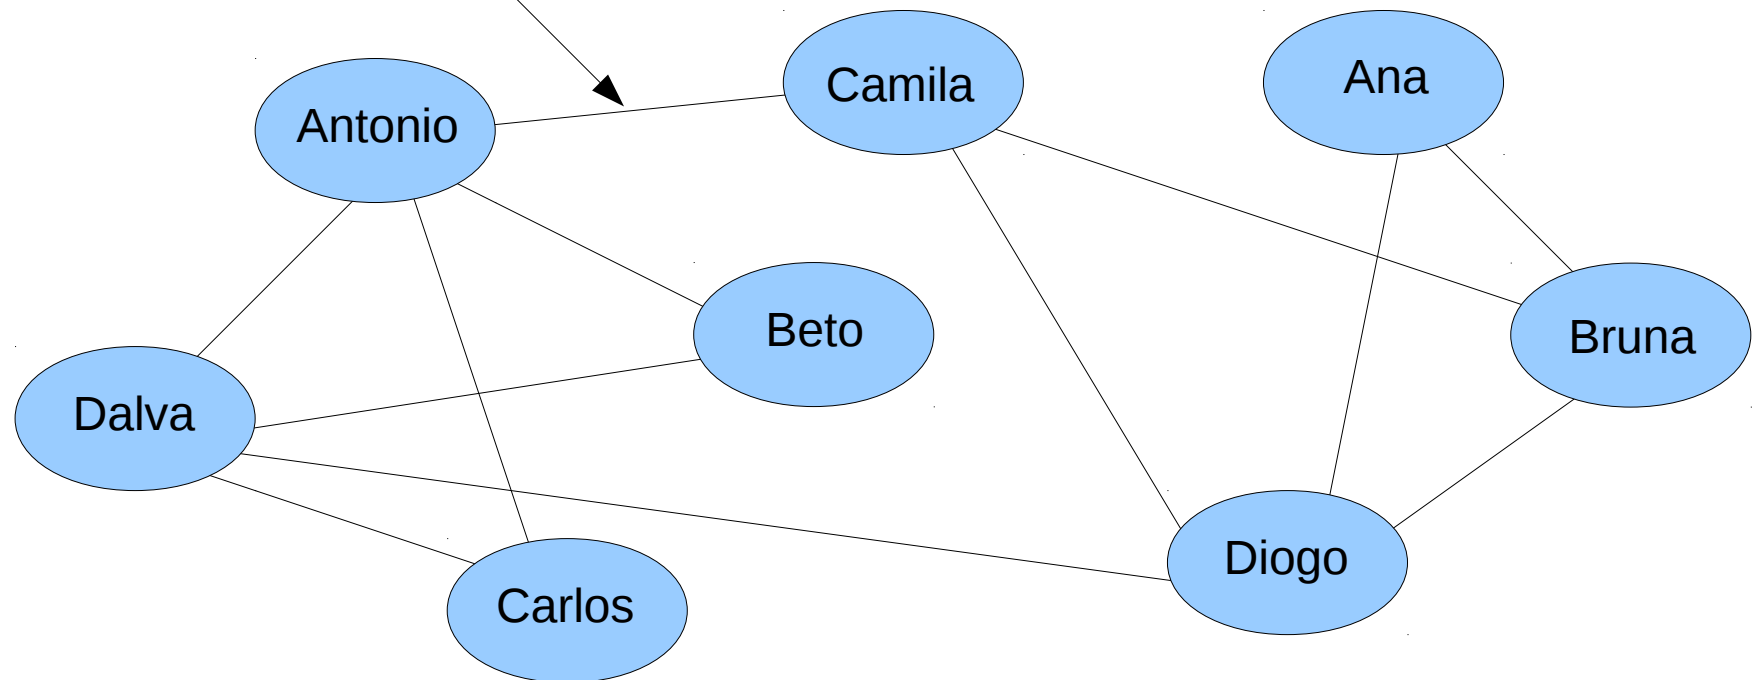 Camila
Ana
Antonio
Beto
Bruna
Dalva
Diogo
Carlos